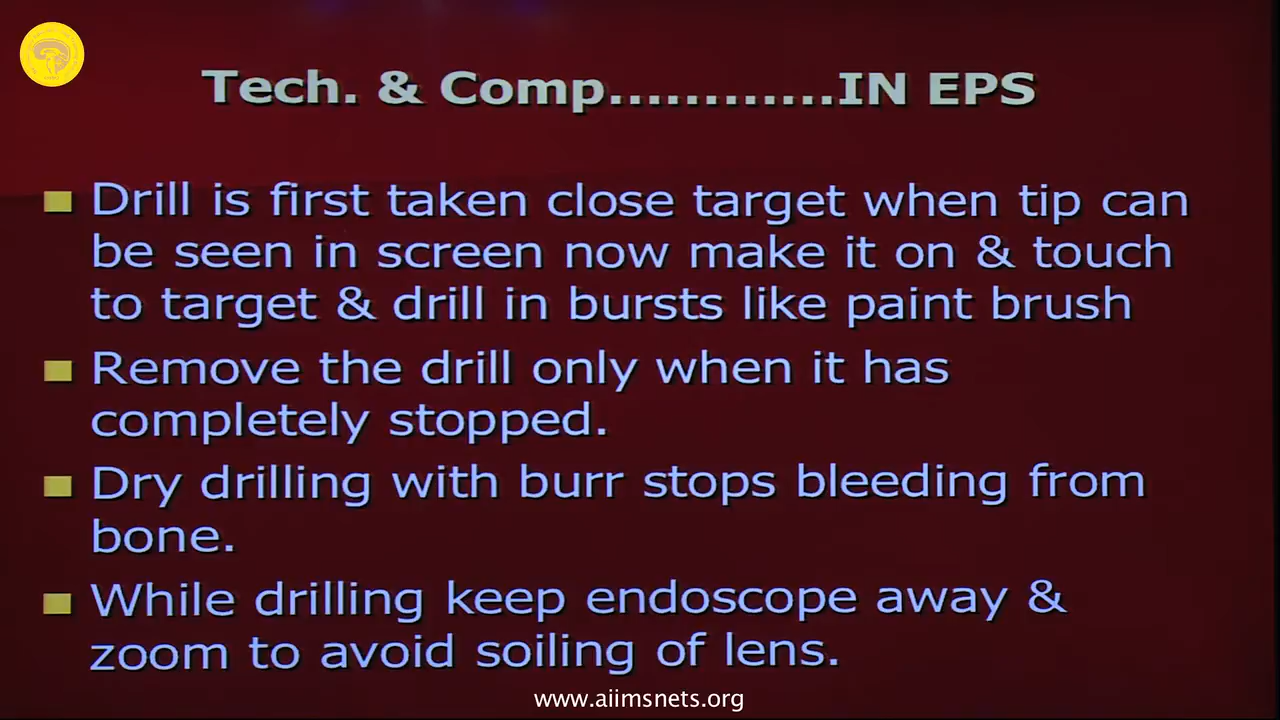 Tech. & Comp............IN EPS
Drill is first taken close target when tip can
be seen in screen now make it on & touch
to target & drill in bursts like paint brush
Remove the drill only when it has
completely stopped.
Dry drilling with burr stops bleeding from
bone.
While drilling keep endoscope away &
zoom to avoid soiling of lens.
www.aiimsnets.org